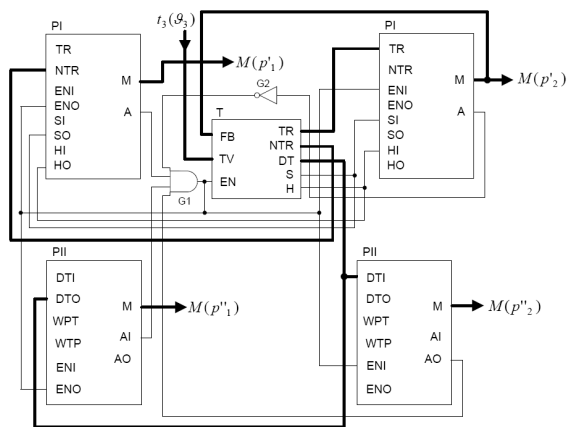 PI
TR
NTR
ENI
ENO
SI
SO
HI
HO
M
A
t₃(ϑ₃)
M(p'₁)
G2
T
FB
TV
EN
TR
NTR
DT
S
H
G1
PI
TR
NTR
ENI
ENO
SI
SO
HI
HO
M
A
M(p'₂)
PII
DTI
DTO
WPT
WTP
ENI
ENO
M
AI
AO
M(p''₁)
PII
DTI
DTO
WPT
WTP
ENI
ENO
M
AI
AO
M(p''₂)